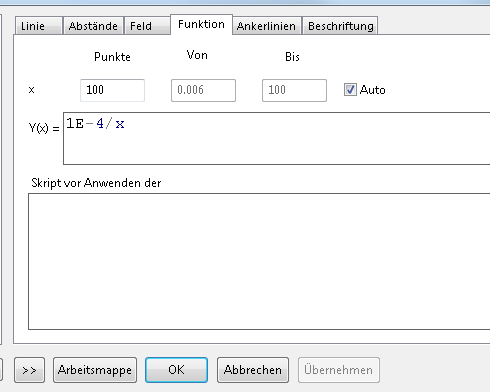 Linie Abstände Feld Funktion Ankerlinien Beschriftung
Punkte Von Bis
x 100 0.006 100 Auto
Y(x) = 1E-4/x
Skript vor Anwenden der
>> Arbeitsmappe OK Abbrechen Übernehmen